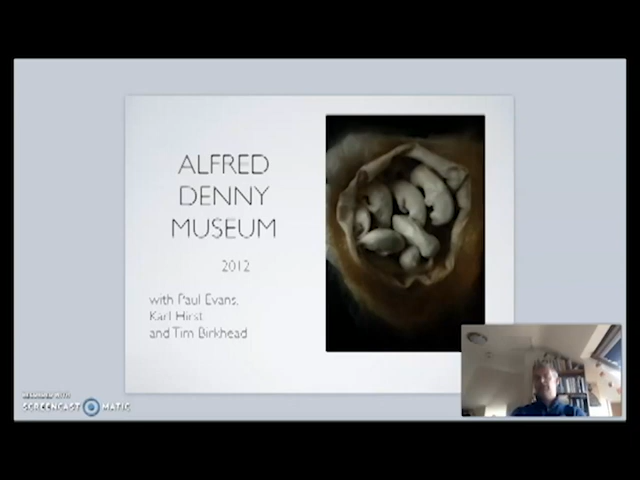 ALFRED
DENNY
MUSEUM
2012
with Paul Evans,
Karl Hirst
and Tim Birkhead
RECORDED WITH
SCREENCAST MATIC